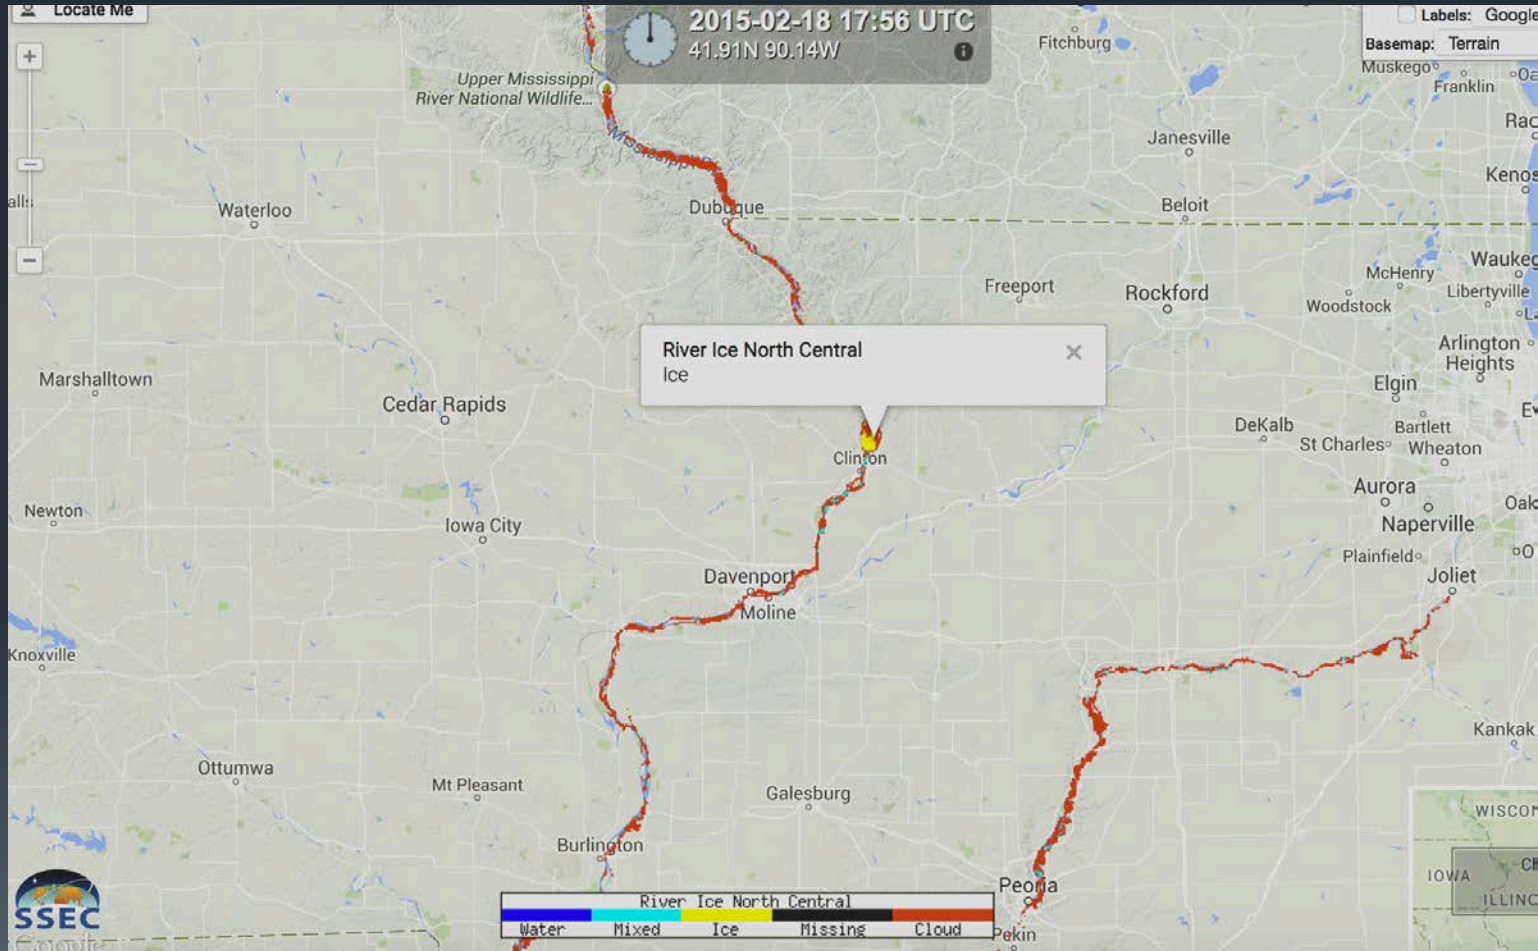 Locate Me
2015-02-18 17:56 UTC
41.91N 90.14W
Labels: Google
Basemap: Terrain
Fitchburg
Muskego
Franklin
Upper Mississippi
River National Wildlife...
Mississippi R
Janesville
Waterloo
Dubuque
Beloit
McHenry
Libertyville
Woodstock
Freeport
Rockford
Arlington
Heights
River Ice North Central
Ice
Marshalltown
Cedar Rapids
Elgin
DeKalb
Bartlett
St Charles
Wheaton
Clinton
Aurora
Naperville
Newton
Iowa City
Plainfield
Joliet
Davenport
Moline
Knoxville
Ottumwa
Mt Pleasant
Galesburg
Burlington
Peoria
Pekin
IOWA
SSEC
Google
River Ice North Central
Water Mixed Ice Missing Cloud